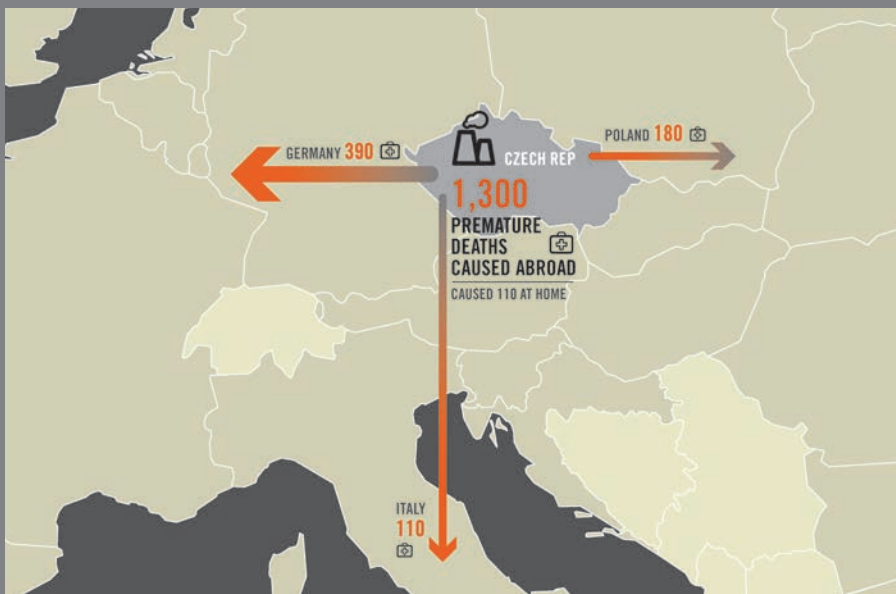 GERMANY 390
POLAND 180
CZECH REP
1,300
PREMATURE
DEATHS
CAUSED ABROAD
CAUSED 110 AT HOME
ITALY
110